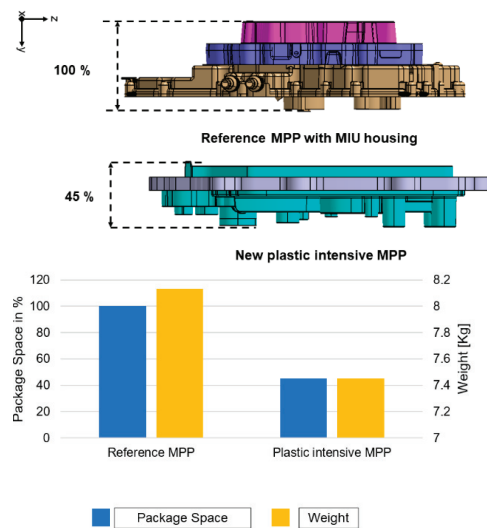 x
z
y
100 %
Reference MPP with MIU housing
45 %
New plastic intensive MPP
120
100
80
60
40
20
0
Package Space in %
8.2
8
7.8
7.6
7.4
7.2
7
Weight [Kg]
Reference MPP
Plastic intensive MPP
Package Space
Weight